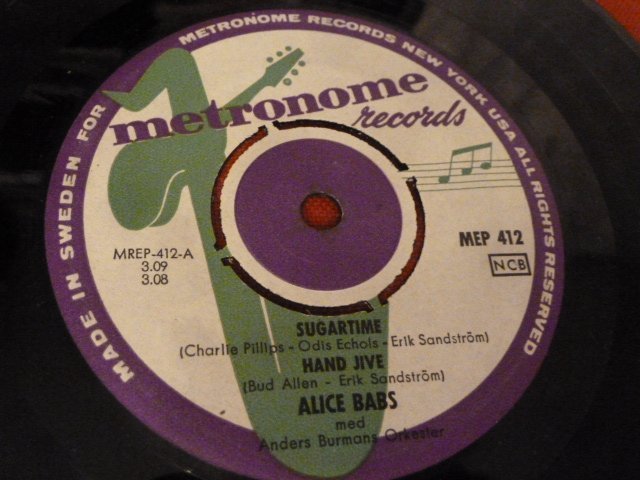 MADE IN SWEDEN FOR METRONOME RECORDS NEW YORK USA ALL RIGHTS RESERVED
metronome
records
MEP 412
NCB
MREP-412-A
3.09
3.08
SUGARTIME
(Charlie Pillips - Odis Echols - Erik Sandström)
HAND JIVE
(Bud Allen - Erik Sandström)
ALICE BABS
med
Anders Burmans Orkester